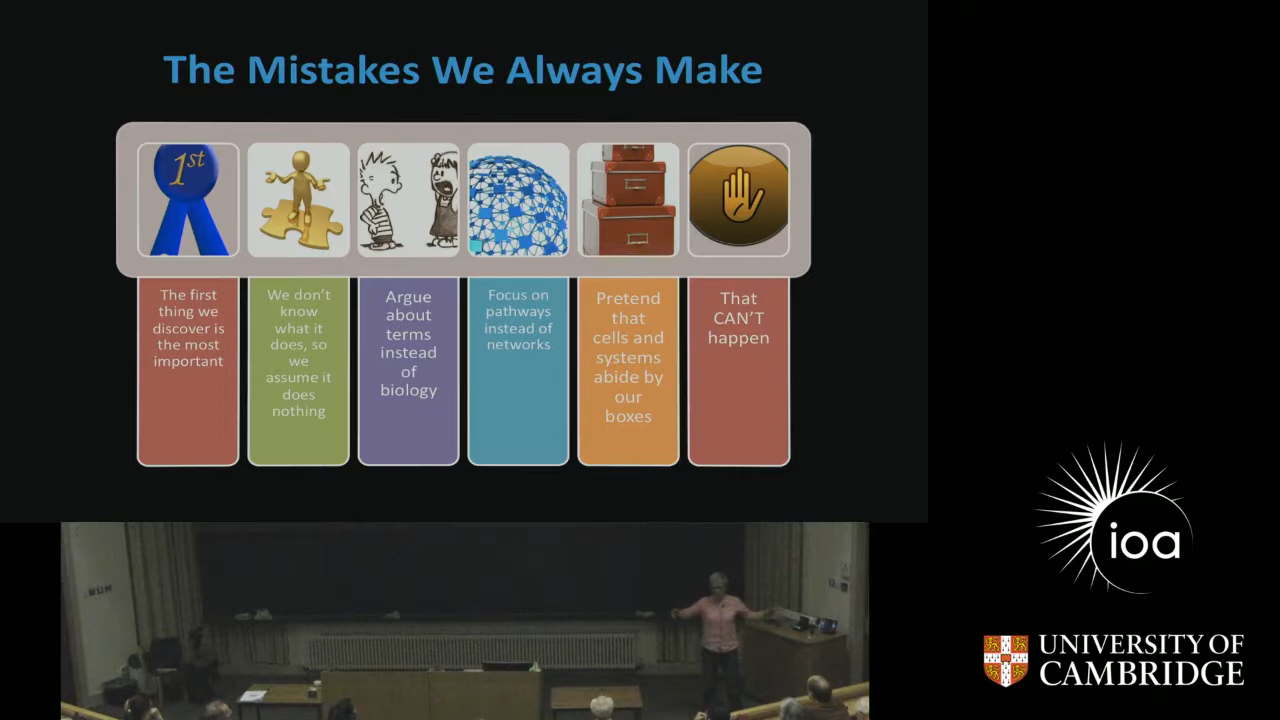 The Mistakes We Always Make
1st
The first
thing we
discover is
the most
important
We don't
know
what it
does, so
we
assume it
does
nothing
Argue
about
terms
instead
of
biology
Focus on
pathways
instead of
networks
Pretend
that
cells and
systems
abide by
our
boxes
That
CAN'T
happen
ioa
UNIVERSITY OF
CAMBRIDGE